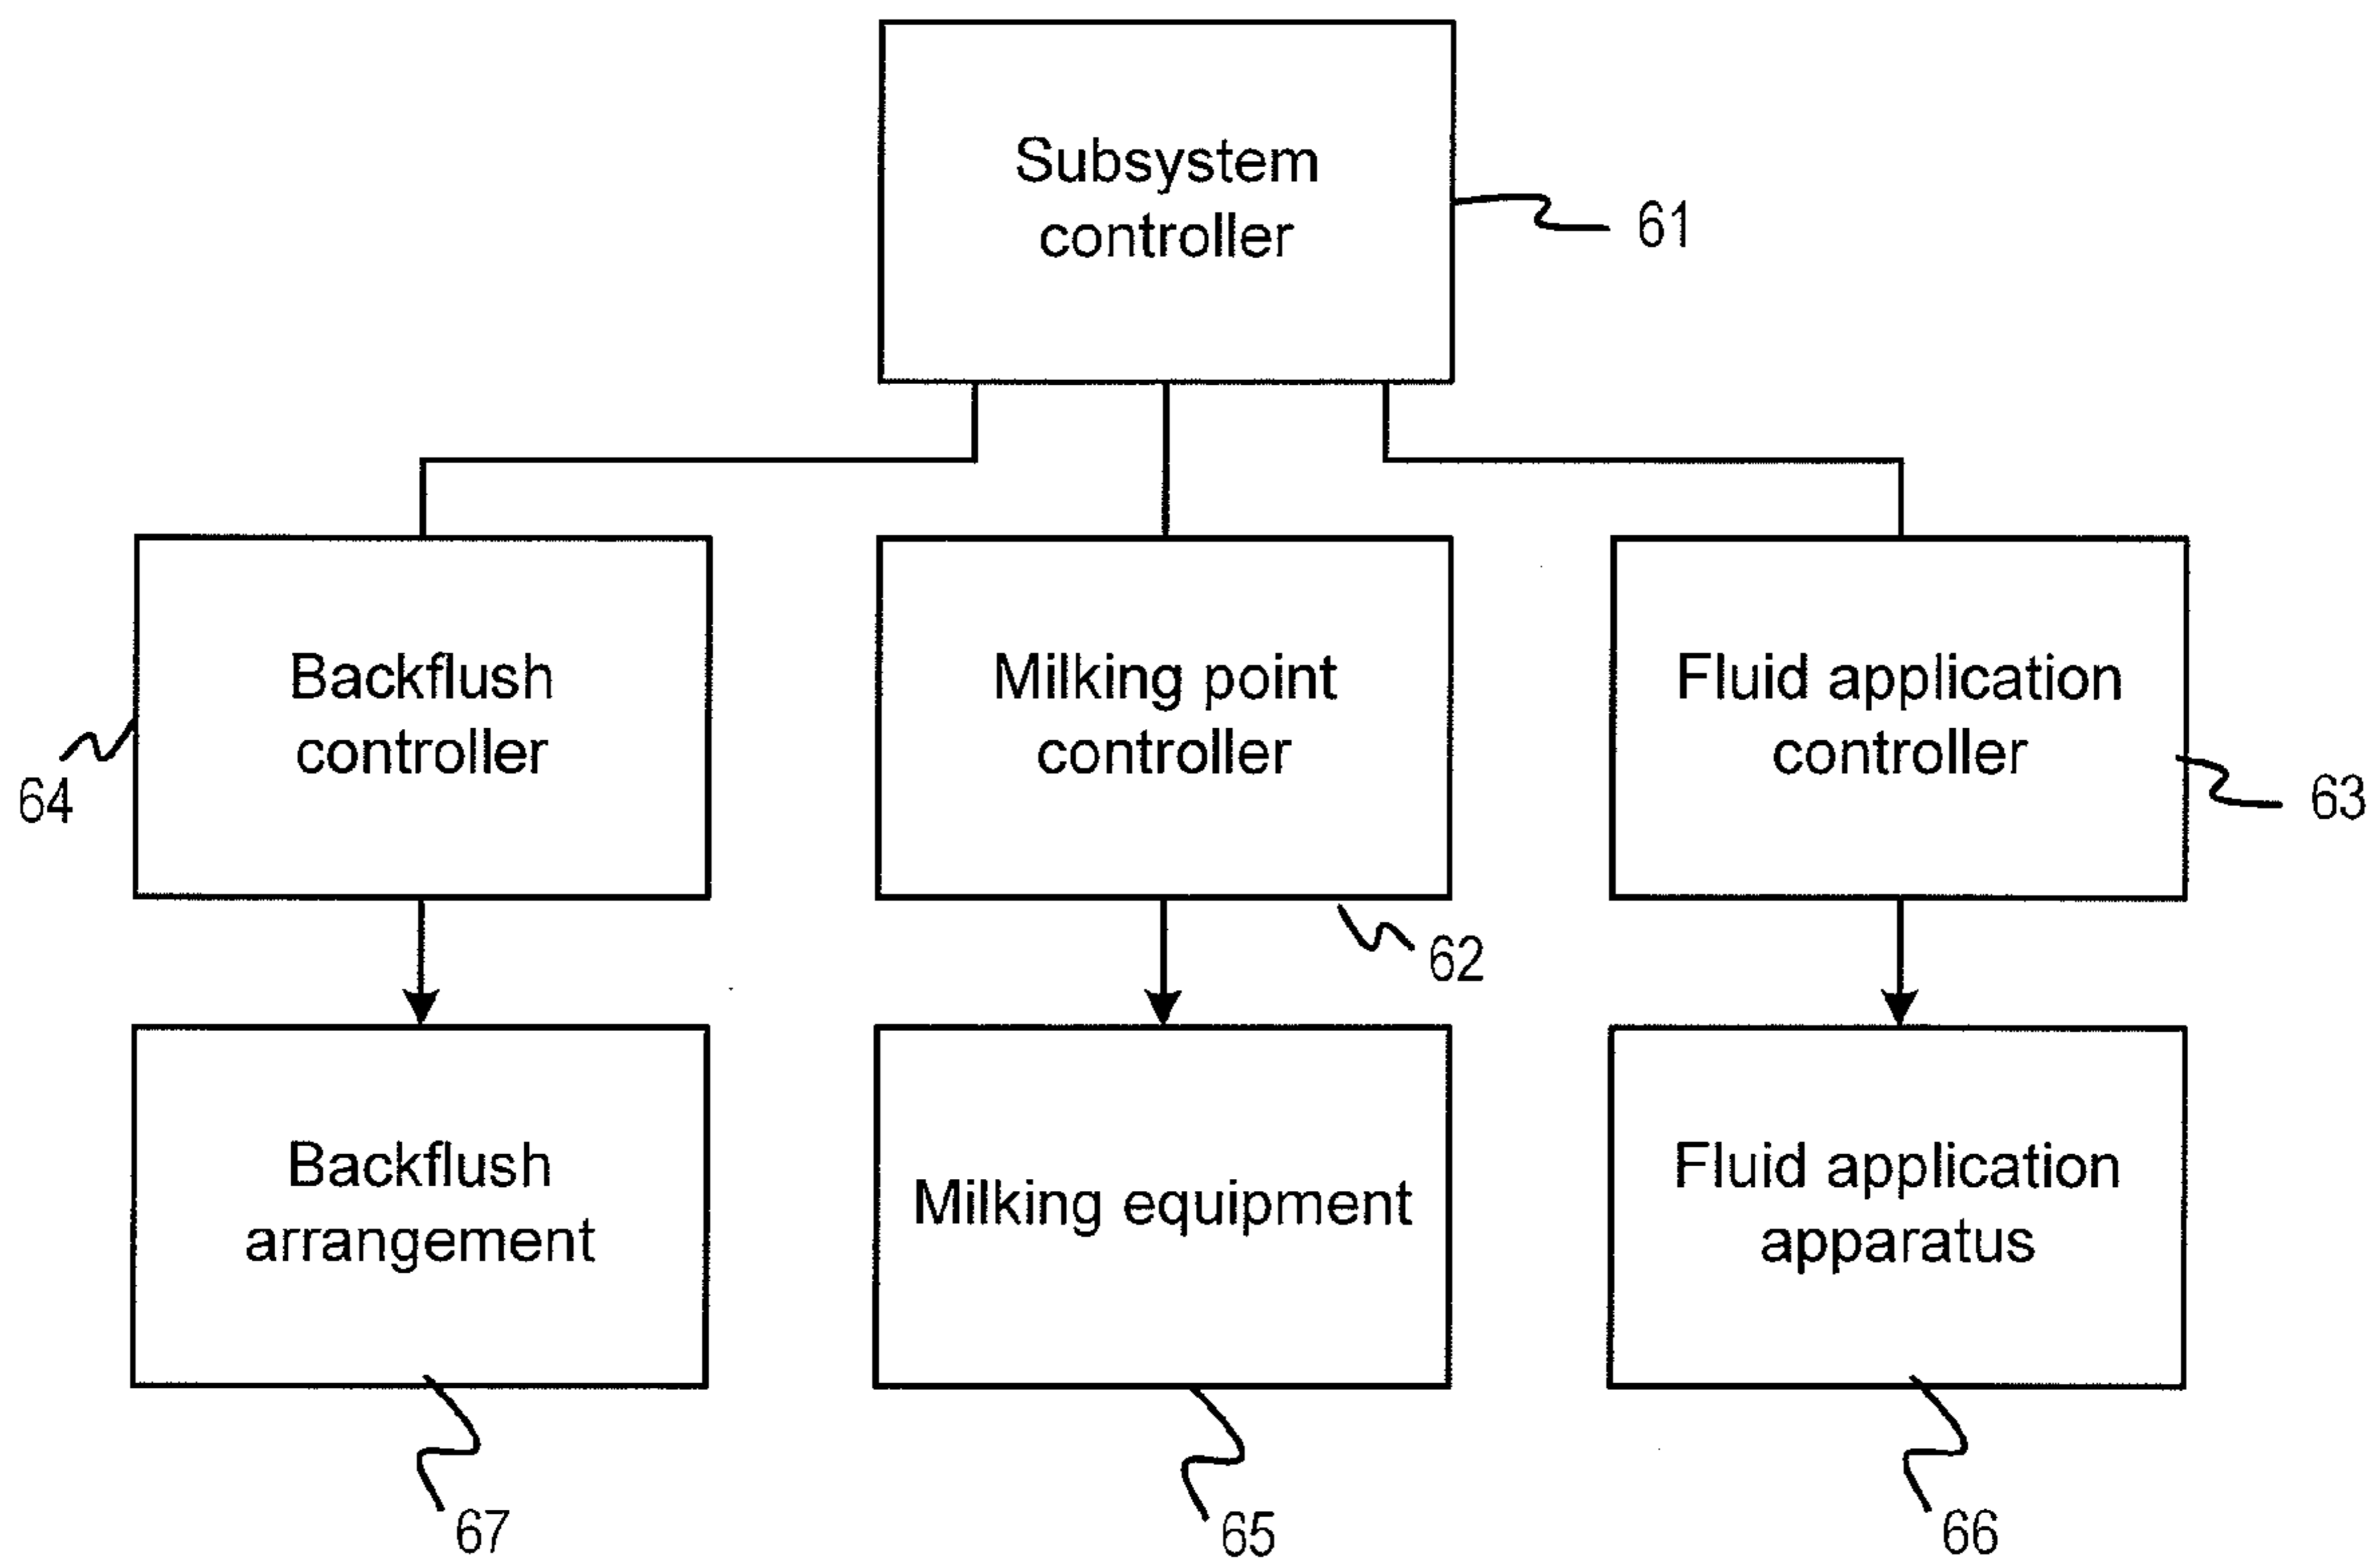 Subsystem
controller
61
Backflush
controller
64
Milking point
controller
62
Fluid application
controller
63
Backflush
arrangement
67
Milking equipment
65
Fluid application
apparatus
66